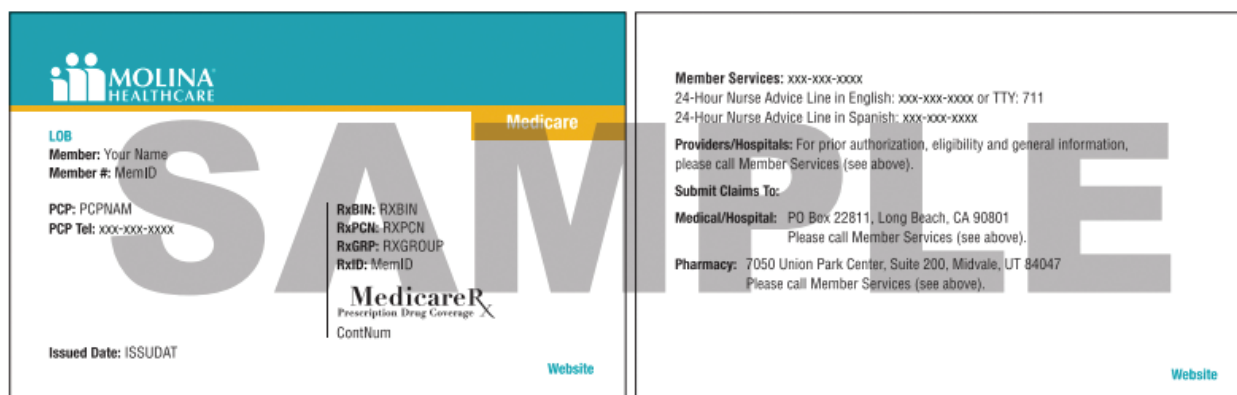 MOLINA
HEALTHCARE
Medicare
LOB
Member: Your Name
Member #: MemID
PCP: PCPNAM
PCP Tel: xxx-xxx-xxxx
RxBIN: RXBIN
RxPCN: RXPCN
RxGRP: RXGROUP
RxID: MemID
MedicareRx
Prescription Drug Coverage
ContNum
Issued Date: ISSUDAT
Website
Member Services: xxx-xxx-xxxx
24-Hour Nurse Advice Line in English: xxx-xxx-xxxx or TTY: 711
24-Hour Nurse Advice Line in Spanish: xxx-xxx-xxxx
Providers/Hospitals: For prior authorization, eligibility and general information,
please call Member Services (see above).
Submit Claims To:
Medical/Hospital: PO Box 22811, Long Beach, CA 90801
Please call Member Services (see above).
Pharmacy: 7050 Union Park Center, Suite 200, Midvale, UT 84047
Please call Member Services (see above).
Website
SAMPLE